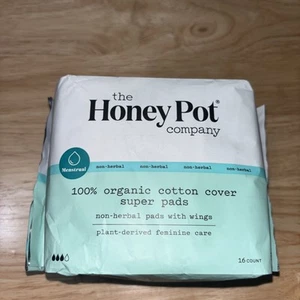 the
Honey Pot®
company
non-herbal non-herbal non-herbal non-herbal
Menstrual
100% organic cotton cover
super pads
non-herbal pads with wings
plant-derived feminine care
16 COUNT